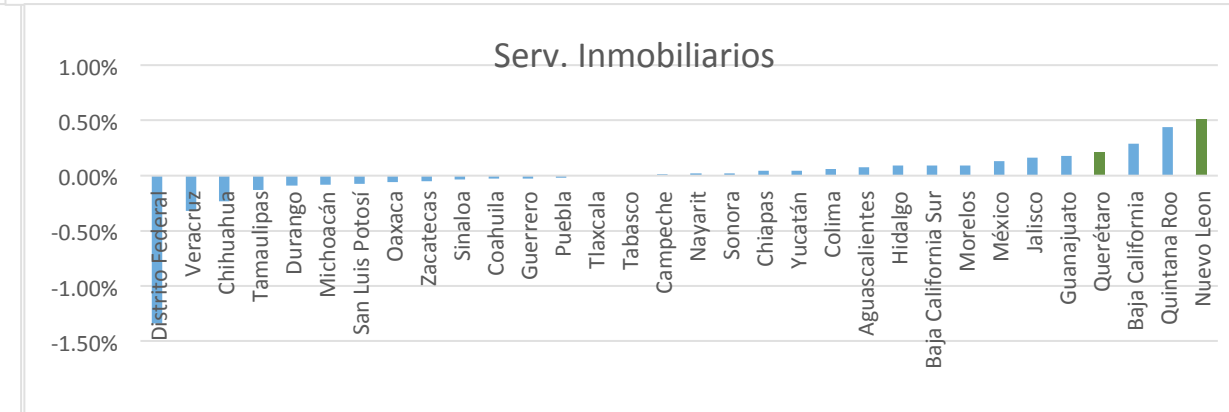 Serv. Inmobiliarios
1.00%
0.50%
0.00%
-0.50%
-1.00%
-1.50%
Distrito Federal
Veracruz
Chihuahua
Tamaulipas
Durango
Michoacán
San Luis Potosí
Oaxaca
Zacatecas
Sinaloa
Coahuila
Guerrero
Puebla
Tlaxcala
Tabasco
Campeche
Nayarit
Sonora
Chiapas
Yucatán
Colima
Aguascalientes
Hidalgo
Baja California Sur
Morelos
México
Jalisco
Guanajuato
Querétaro
Baja California
Quintana Roo
Nuevo Leon